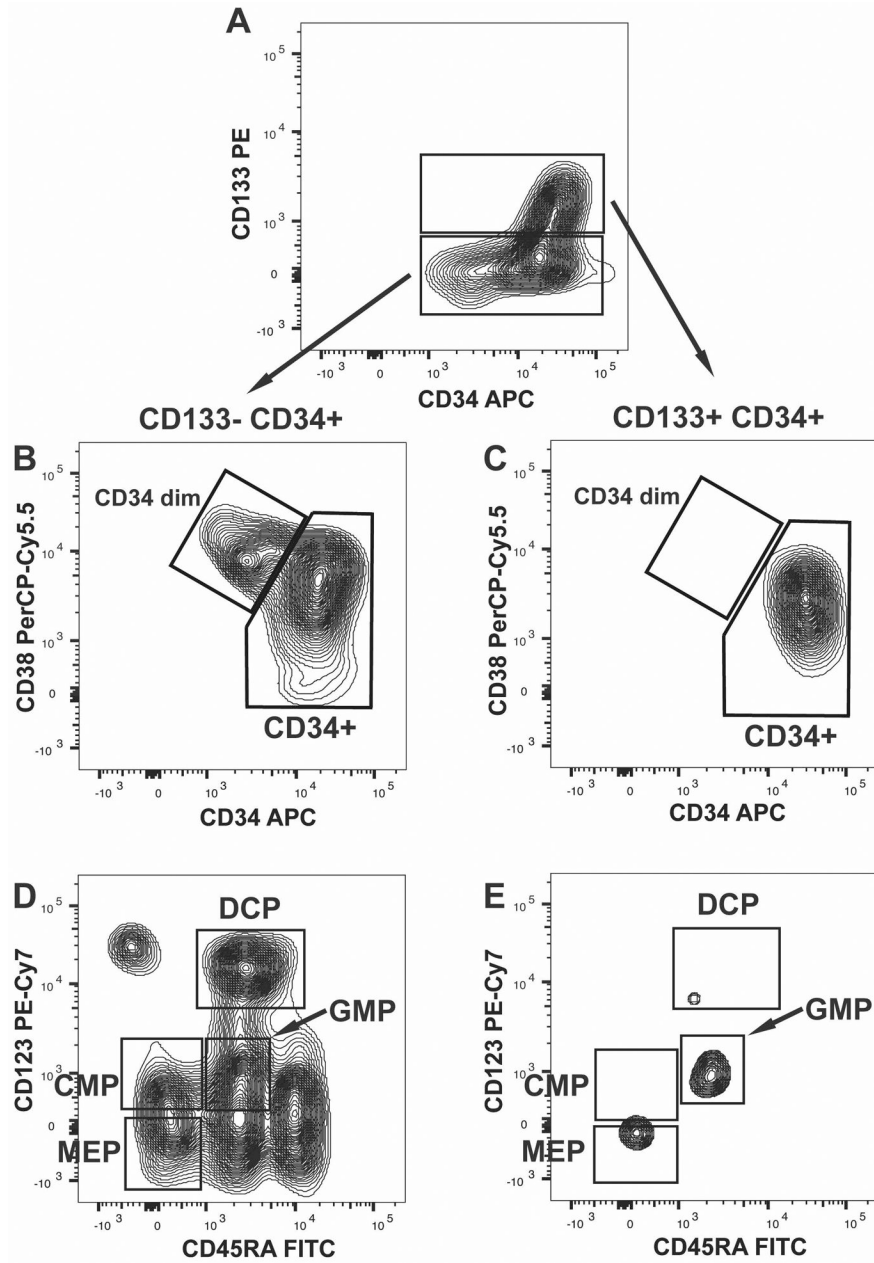 A
CD133 PE
10 5
10 4
10 3
0
-10 3
-10 3
0
10 3
10 4
10 5
CD34 APC
CD133- CD34+
CD133+ CD34+
B
CD38 PerCP-Cy5.5
10 5
10 4
10 3
0
-10 3
CD34 dim
CD34+
-10 3
0
10 3
10 4
10 5
CD34 APC
C
CD38 PerCP-Cy5.5
10 5
10 4
10 3
0
-10 3
CD34 dim
CD34+
-10 3
0
10 3
10 4
10 5
CD34 APC
D
CD123 PE-Cy7
10 5
10 4
10 3
0
-10 3
DCP
GMP
CMP
MEP
-10 3
0
10 3
10 4
10 5
CD45RA FITC
E
CD123 PE-Cy7
10 5
10 4
10 3
0
-10 3
DCP
GMP
CMP
MEP
-10 3
0
10 3
10 4
10 5
CD45RA FITC